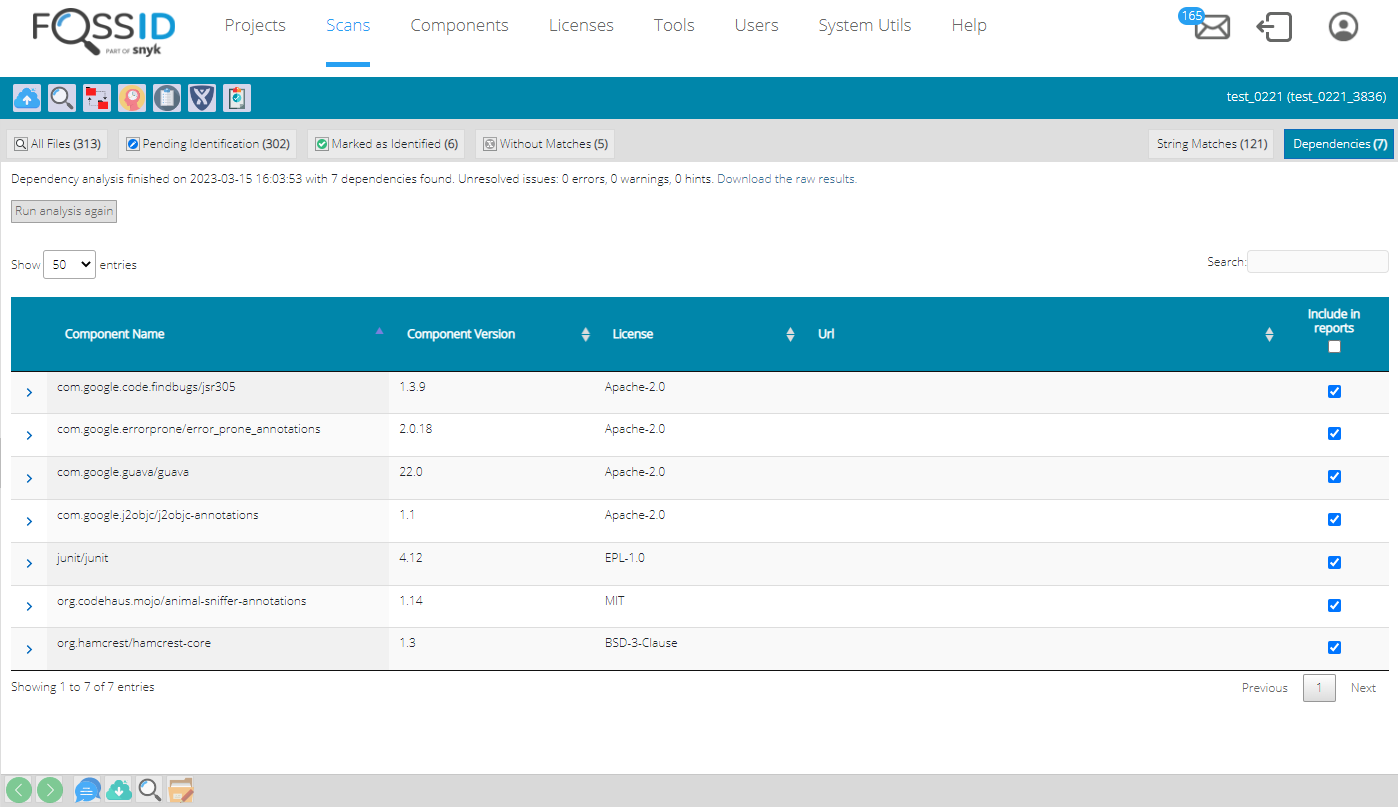 FOSSID
PART OF snyk
Projects Scans Components Licenses Tools Users System Utils Help
165
test_0221 (test_0221_3836)
All Files (313) Pending Identification (302) Marked as Identified (6) Without Matches (5) String Matches (121) Dependencies (7)
Dependency analysis finished on 2023-03-15 16:03:53 with 7 dependencies found. Unresolved issues: 0 errors, 0 warnings, 0 hints. Download the raw results.
Run analysis again
Show 50 entries Search:
Component Name Component Version License Url Include in
reports
com.google.code.findbugs/jsr305 1.3.9 Apache-2.0
com.google.errorprone/error_prone_annotations 2.0.18 Apache-2.0
com.google.guava/guava 22.0 Apache-2.0
com.google.j2objc/j2objc-annotations 1.1 Apache-2.0
junit/junit 4.12 EPL-1.0
org.codehaus.mojo/animal-sniffer-annotations 1.14 MIT
org.hamcrest/hamcrest-core 1.3 BSD-3-Clause
Showing 1 to 7 of 7 entries Previous 1 Next